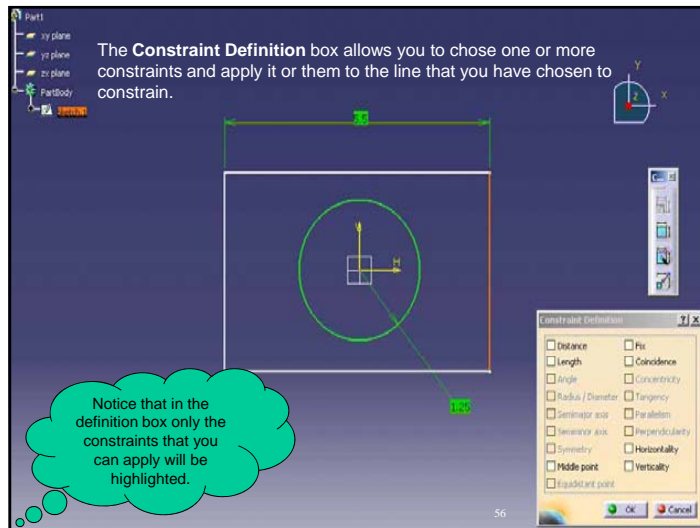 Part1
xy plane
yz plane
zx plane
PartBody
The Constraint Definition box allows you to chose one or more
constraints and apply it or them to the line that you have chosen to
constrain.
Y
X
Z
V
H
1.25
Constraint Definition
Distance
Fix
Length
Coincidence
Angle
Concentricity
Radius / Diameter
Tangency
Semimajor axis
Parallelism
Semiminor axis
Perpendicularity
Symmetry
Horizontality
Middle point
Verticality
Equidistant point
OK
Cancel
Notice that in the
definition box only the
constraints that you
can apply will be
highlighted.
56